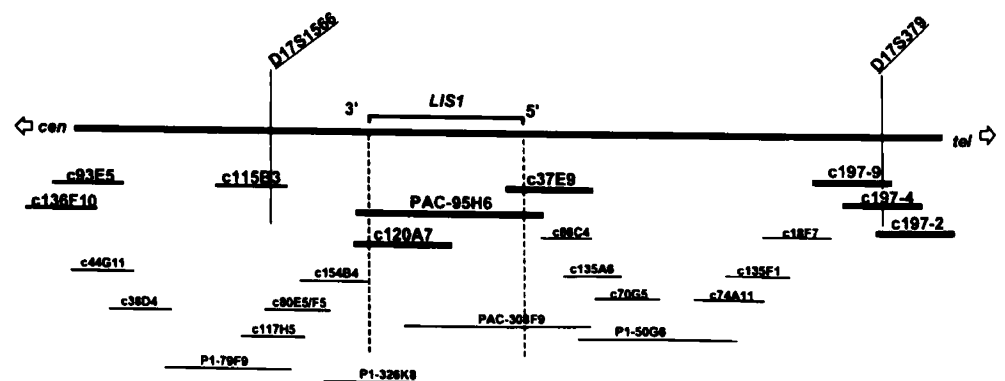 D17S1566
D17S379
3' LIS1 5'
cen
tel
c93E5
c115B3
c37E9
c197-9
c136F10
PAC-95H6
c197-4
c120A7
c86C4
c18F7
c197-2
c44G11
c154B4
c135A6
c135F1
c38D4
c80E5/F5
c70G5
c74A11
c117H5
PAC-308F9
P1-50G6
P1-79F9
P1-326K8